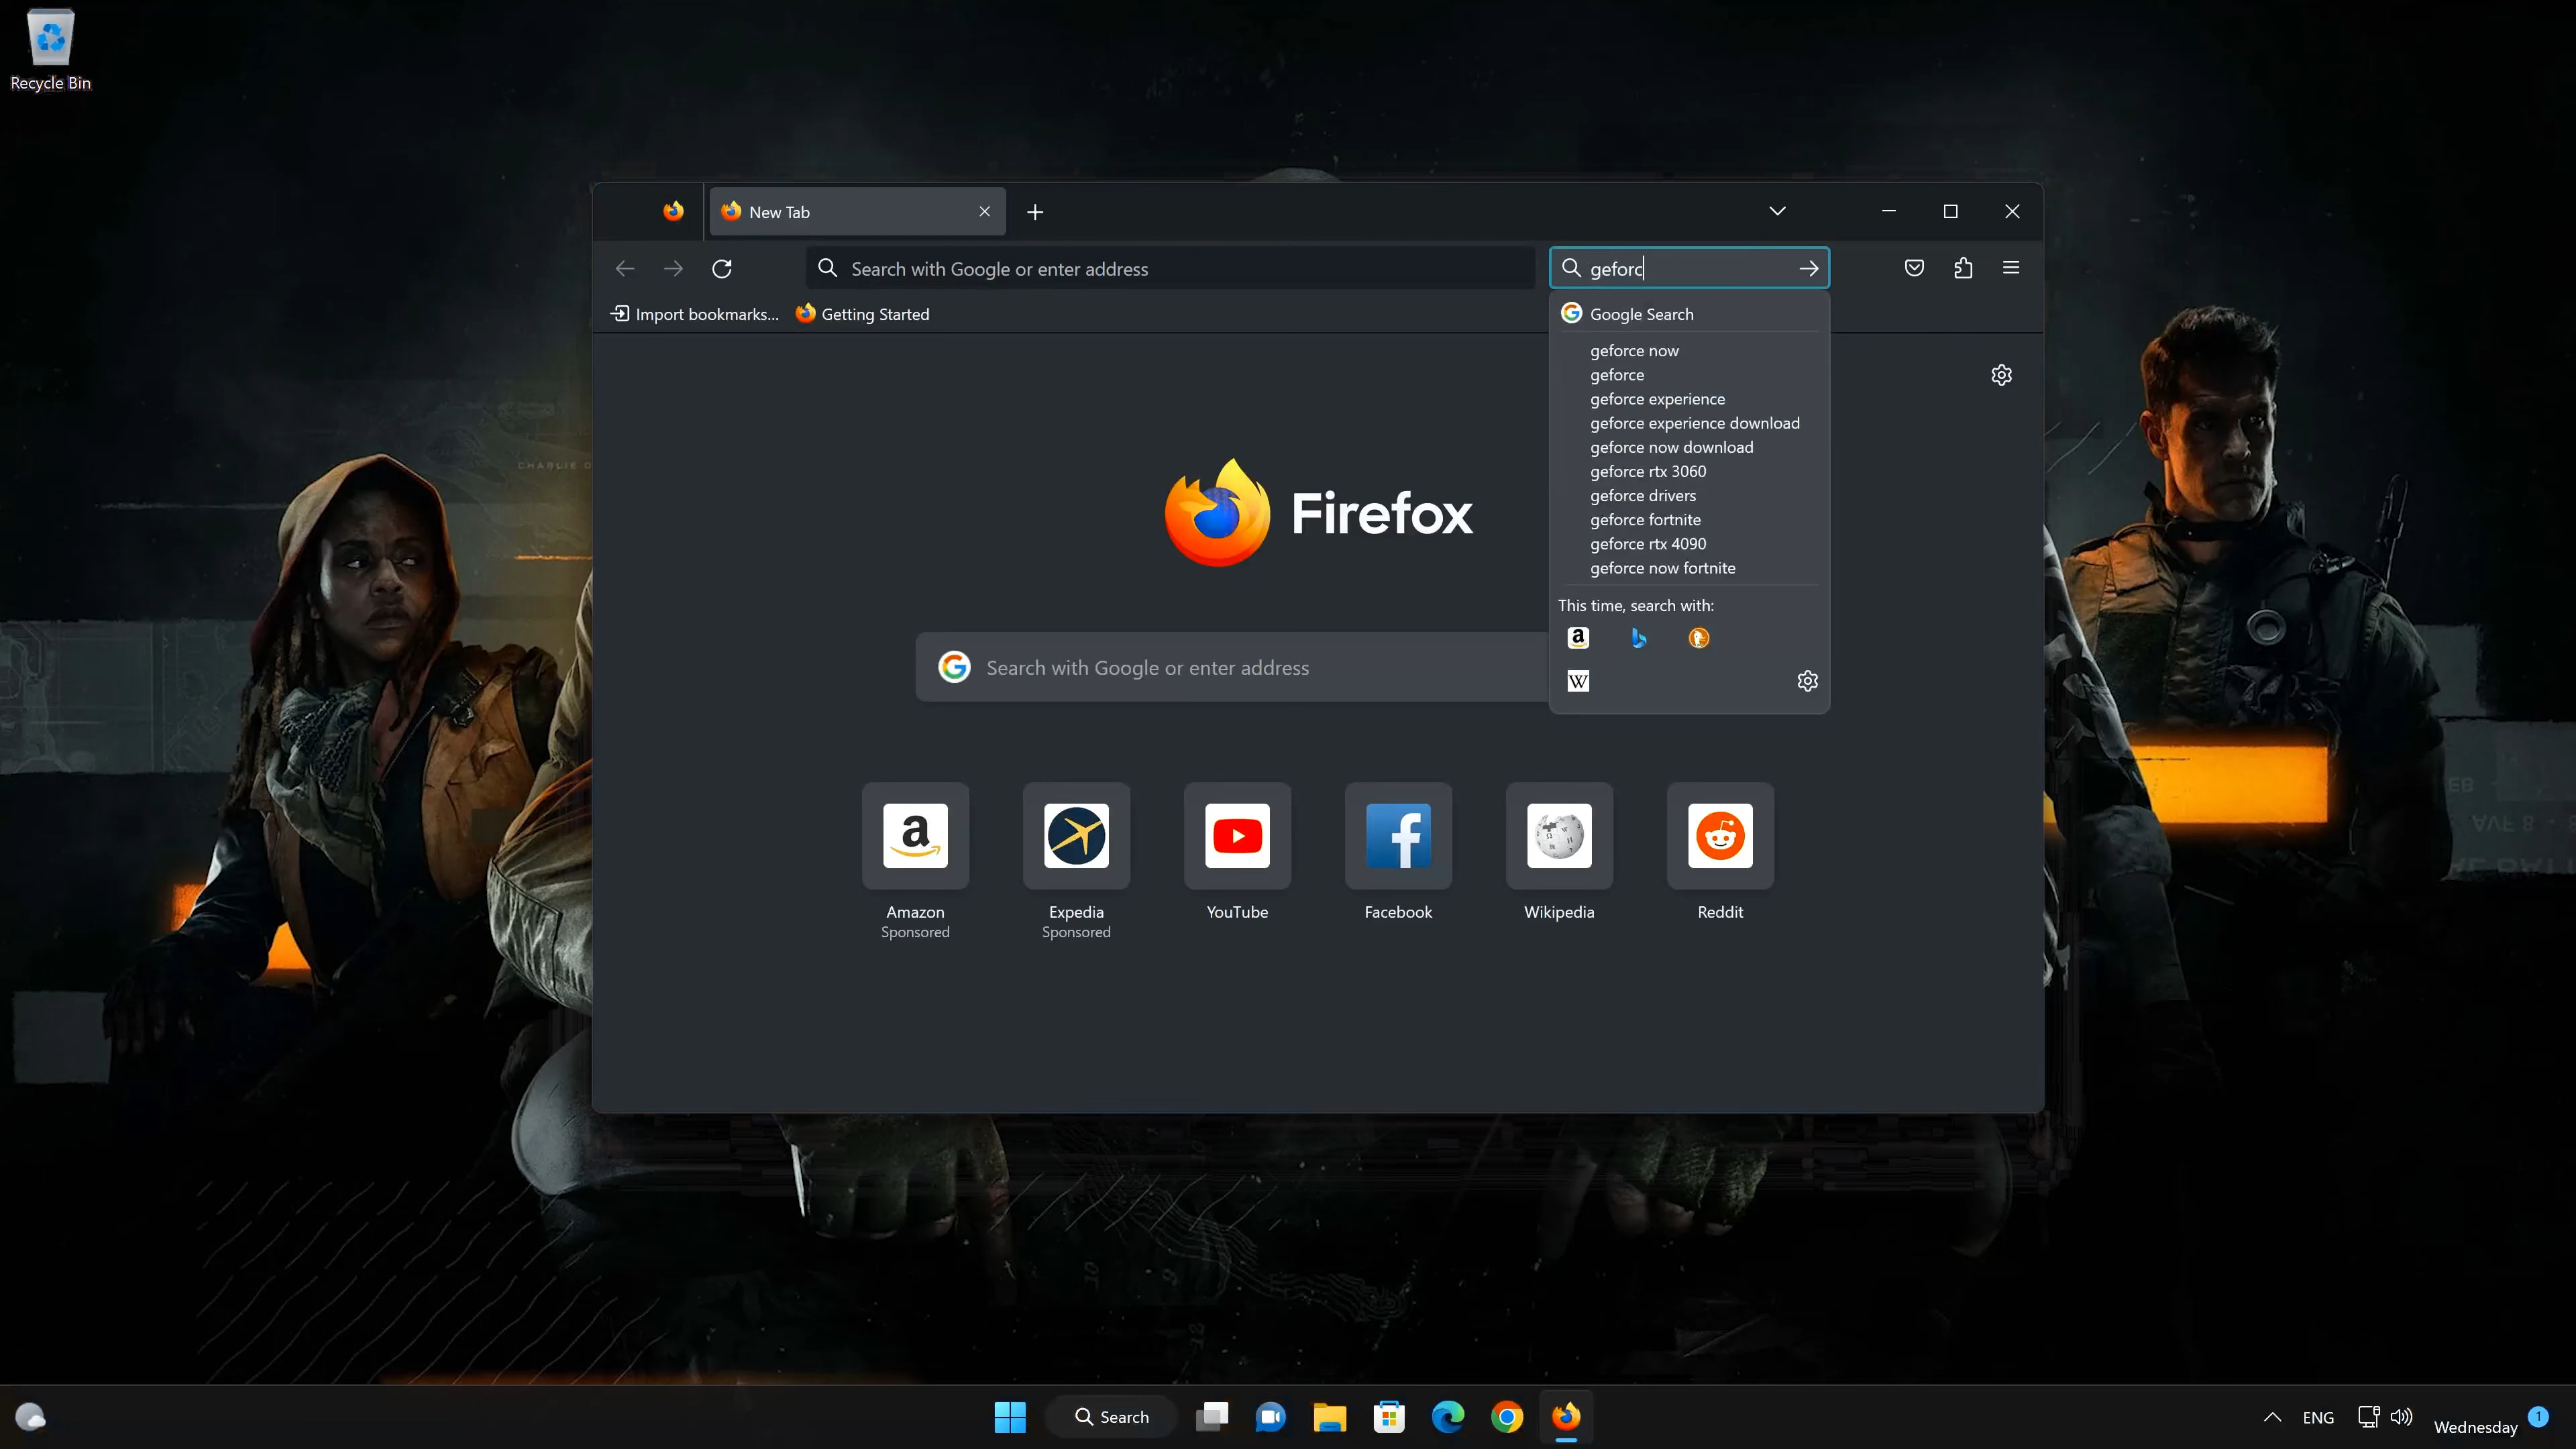 Recycle Bin
New Tab
Search with Google or enter address
geforc
Import bookmarks...
Getting Started
Google Search
geforce now
geforce
geforce experience
geforce experience download
geforce now download
geforce rtx 3060
geforce drivers
geforce fortnite
geforce rtx 4090
geforce now fortnite
This time, search with:
Firefox
Search with Google or enter address
Amazon
Sponsored
Expedia
Sponsored
YouTube
Facebook
Wikipedia
Reddit
Search
ENG
Wednesday
1